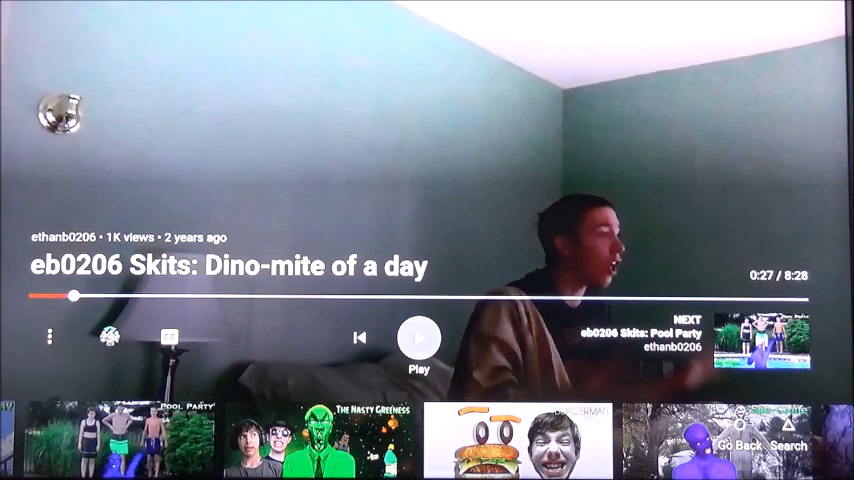 ethanb0206 • 1K views • 2 years ago
eb0206 Skits: Dino-mite of a day
0:27 / 8:28
NEXT
eb0206 Skits: Pool Party
ethanb0206
Play
POOL PARTY
THE NASTY GREENESS
Go Back Search